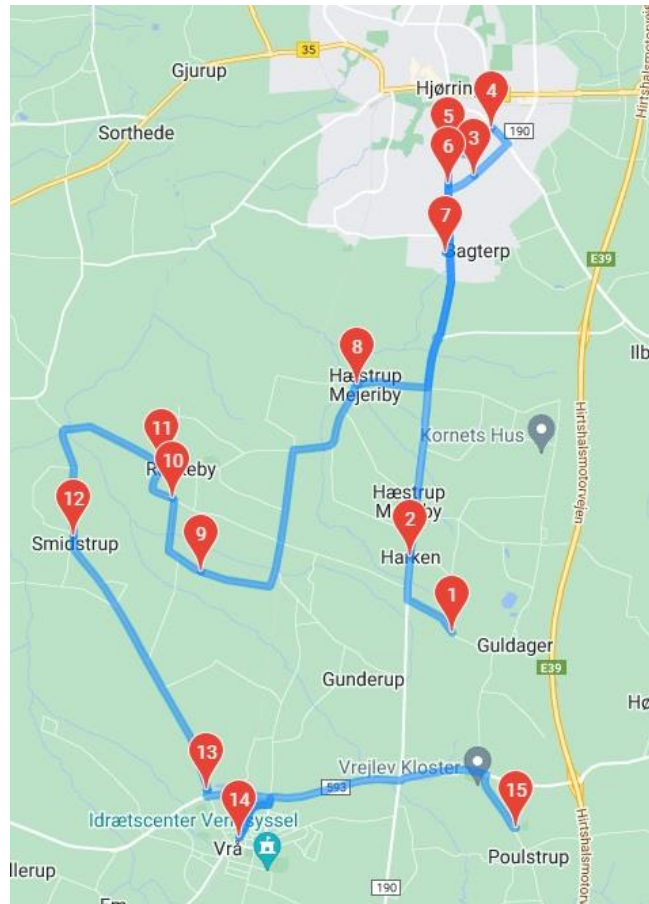 35
Gjurup
Hjørrin
4
Sorthede
5
190
6
3
7
Bagterp
E39
8
Hæstrup
Mejeriby
Ilb
Kornets Hus
11
10
Hirtshalsmotorvejen
12
Hæstrup
2
Smidstrup
9
Harken
1
Guldager
E39
Gunderup
Hø
13
Vrejlev Kloster
14
593
15
Idrætscenter
Vrå
Poulstrup
llerup
190
Hirtshalsmotorvejen